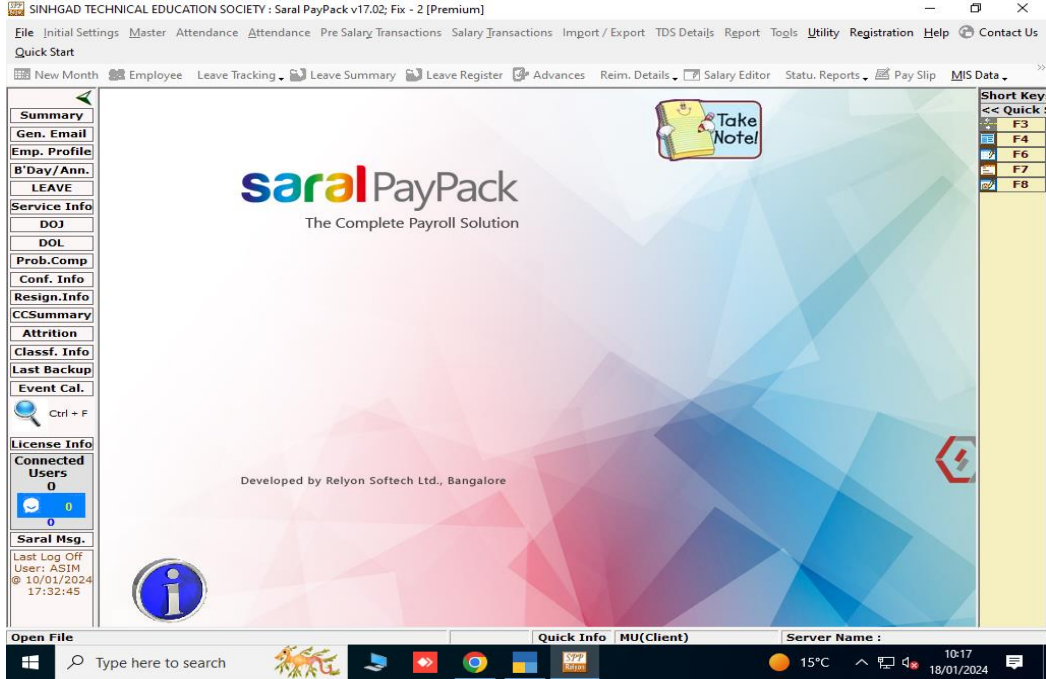 SINHGAD TECHNICAL EDUCATION SOCIETY : Saral PayPack v17.02; Fix - 2 [Premium]
File Initial Settings Master Attendance Attendance Pre Salary Transactions Salary Transactions Import / Export TDS Details Report Tools Utility Registration Help Contact Us
Quick Start
New Month Employee Leave Tracking Leave Summary Leave Register Advances Reim. Details Salary Editor Statu. Reports Pay Slip MIS Data »
Summary
Gen. Email
Emp. Profile
B'Day/Ann.
LEAVE
Service Info
DOJ
DOL
Prob.Comp
Conf. Info
Resign.Info
CCSummary
Attrition
Classf. Info
Last Backup
Event Cal.
Ctrl + F
License Info
Connected
Users
0
0
0
Saral Msg.
Last Log Off
User: ASIM
@ 10/01/2024
17:32:45
Take
Note!
saral PayPack
The Complete Payroll Solution
Developed by Relyon Softech Ltd., Bangalore
i
Short Key
<< Quick
F3
F4
F6
F7
F8
Open File Quick Info MU(Client) Server Name :
Type here to search
SPP
Relyon
15°C
10:17
18/01/2024